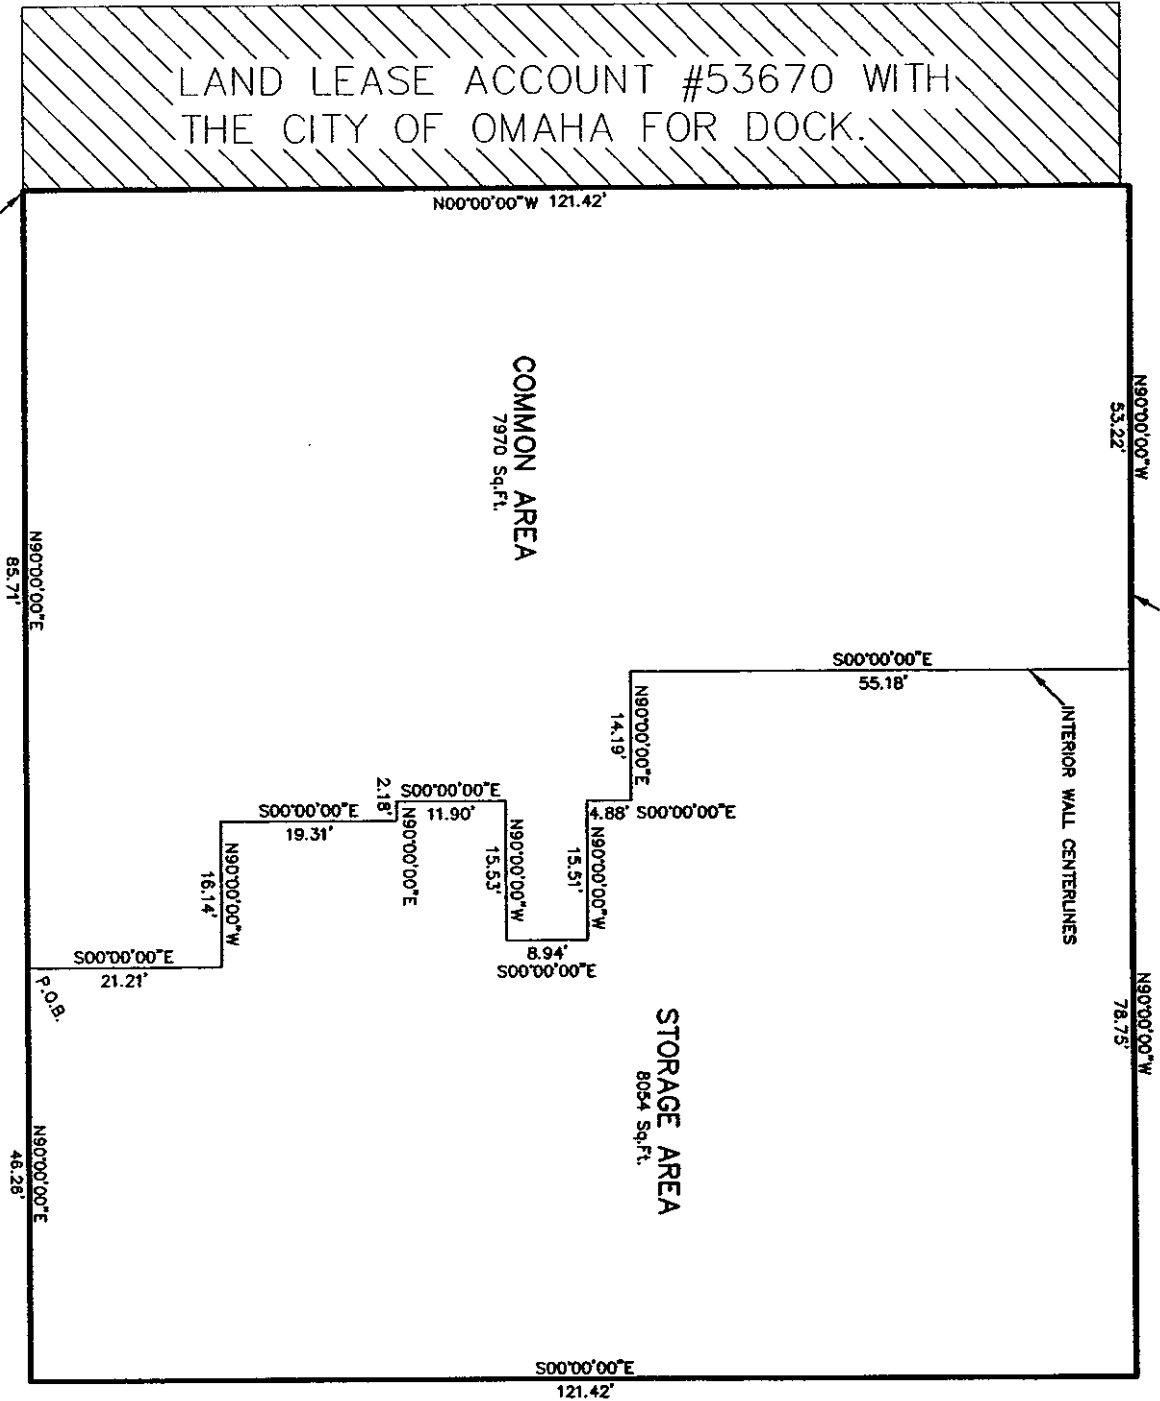 LAND LEASE ACCOUNT #53670 WITH
THE CITY OF OMAHA FOR DOCK.
N00°00'00"W 121.42'
N90°00'00"W
53.22'
COMMON AREA
7970 Sq.Ft.
N90°00'00"E
85.71'
S00°00'00"E
55.18'
INTERIOR WALL CENTERLINES
N90°00'00"E
14.19'
4.88' S00°00'00"E
N90°00'00"W
15.51'
8.94'
S00°00'00"E
N90°00'00"W
15.53'
S00°00'00"E
11.90'
N90°00'00"E
2.18'
S00°00'00"E
19.31'
N90°00'00"W
16.14'
S00°00'00"E
21.21'
P.O.B.
STORAGE AREA
8054 Sq.Ft.
N90°00'00"W
78.75'
N90°00'00"E
46.26'
S00°00'00"E
121.42'